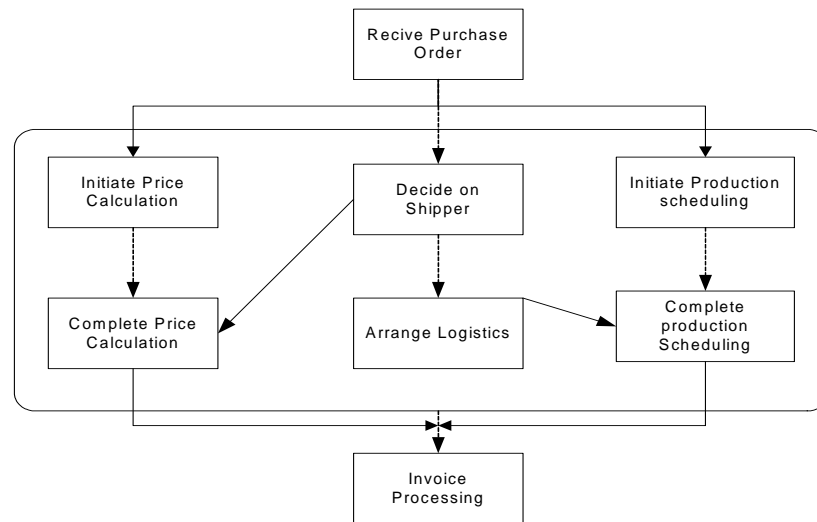 Recive Purchase
Order
Initiate Price
Calculation
Decide on
Shipper
Initiate Production
scheduling
Complete Price
Calculation
Arrange Logistics
Complete
production
Scheduling
Invoice
Processing